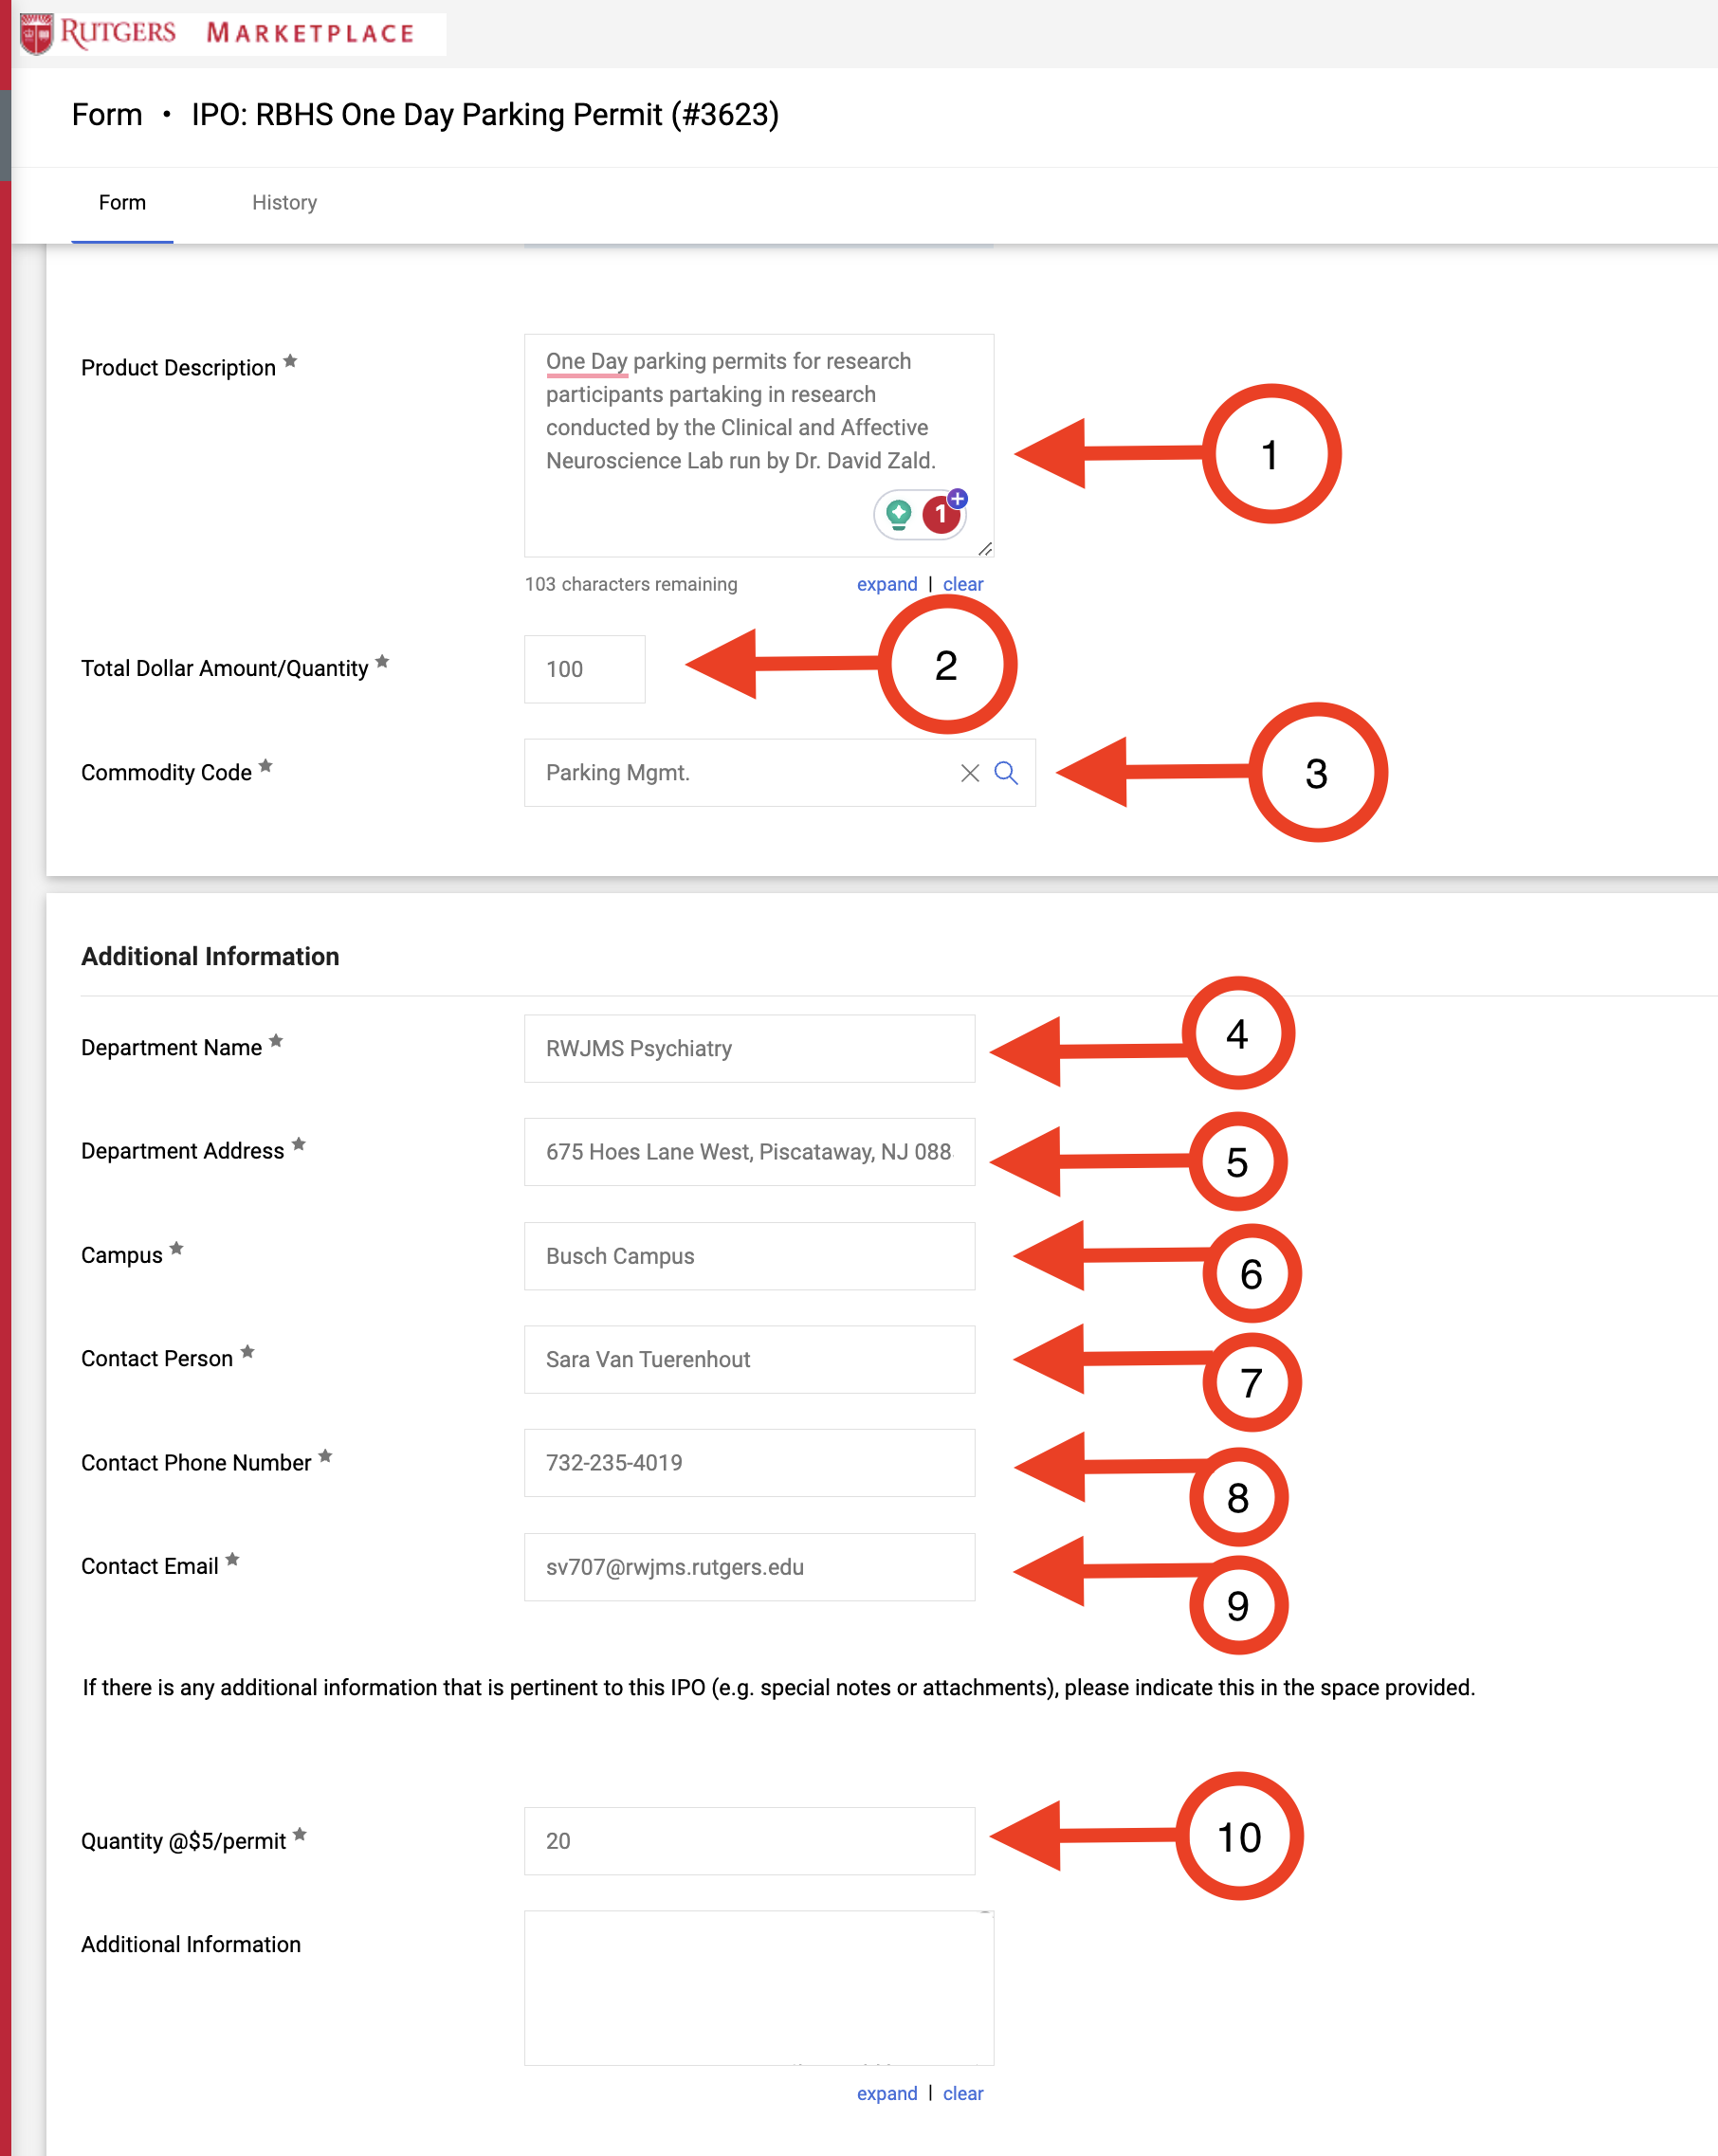 RUTGERS MARKETPLACE
Form • IPO: RBHS One Day Parking Permit (#3623)
Form History
Product Description ★
One Day parking permits for research
participants partaking in research
conducted by the Clinical and Affective
Neuroscience Lab run by Dr. David Zald.
1
1
103 characters remaining expand | clear
Total Dollar Amount/Quantity ★ 100
2
Commodity Code ★ Parking Mgmt.
3
Additional Information
Department Name ★ RWJMS Psychiatry
4
Department Address ★ 675 Hoes Lane West, Piscataway, NJ 088
5
Campus ★ Busch Campus
6
Contact Person ★ Sara Van Tuerenhout
7
Contact Phone Number ★ 732-235-4019
8
Contact Email ★ sv707@rwjms.rutgers.edu
9
If there is any additional information that is pertinent to this IPO (e.g. special notes or attachments), please indicate this in the space provided.
Quantity @$5/permit ★ 20
10
Additional Information
expand | clear